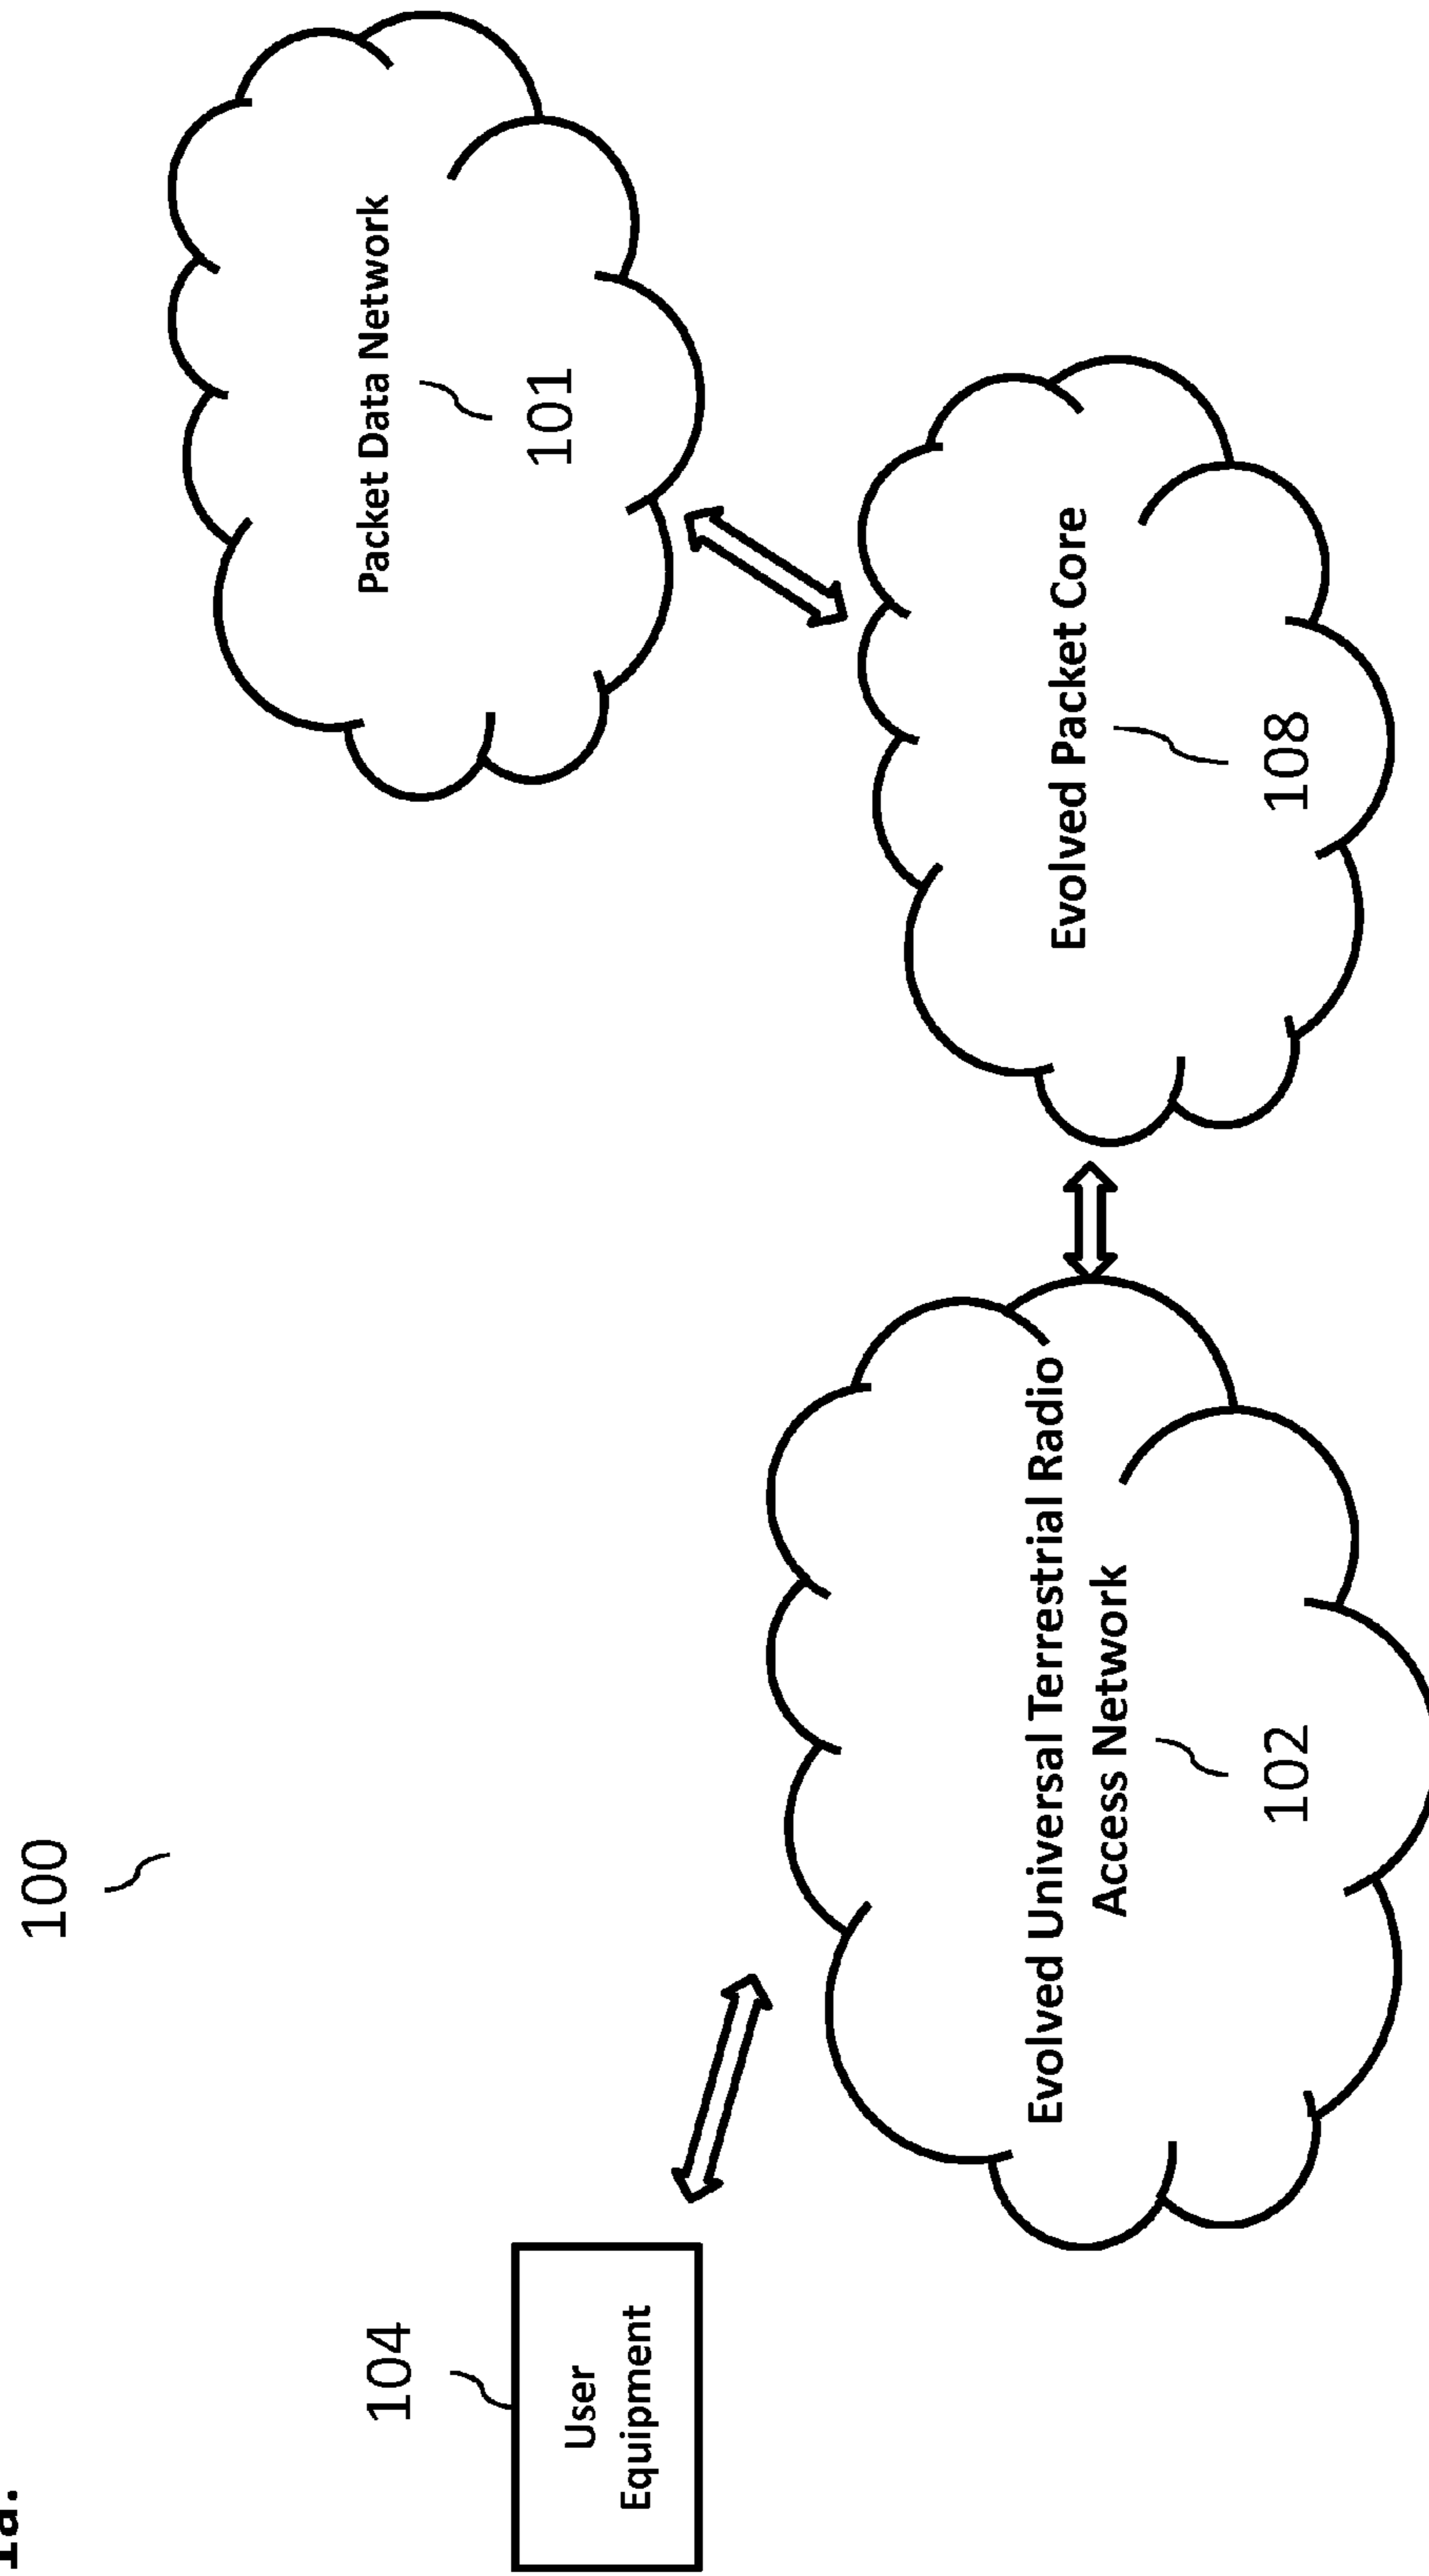 1a.
100
104
User
Equipment
Evolved Universal Terrestrial Radio
Access Network
102
Evolved Packet Core
108
Packet Data Network
101